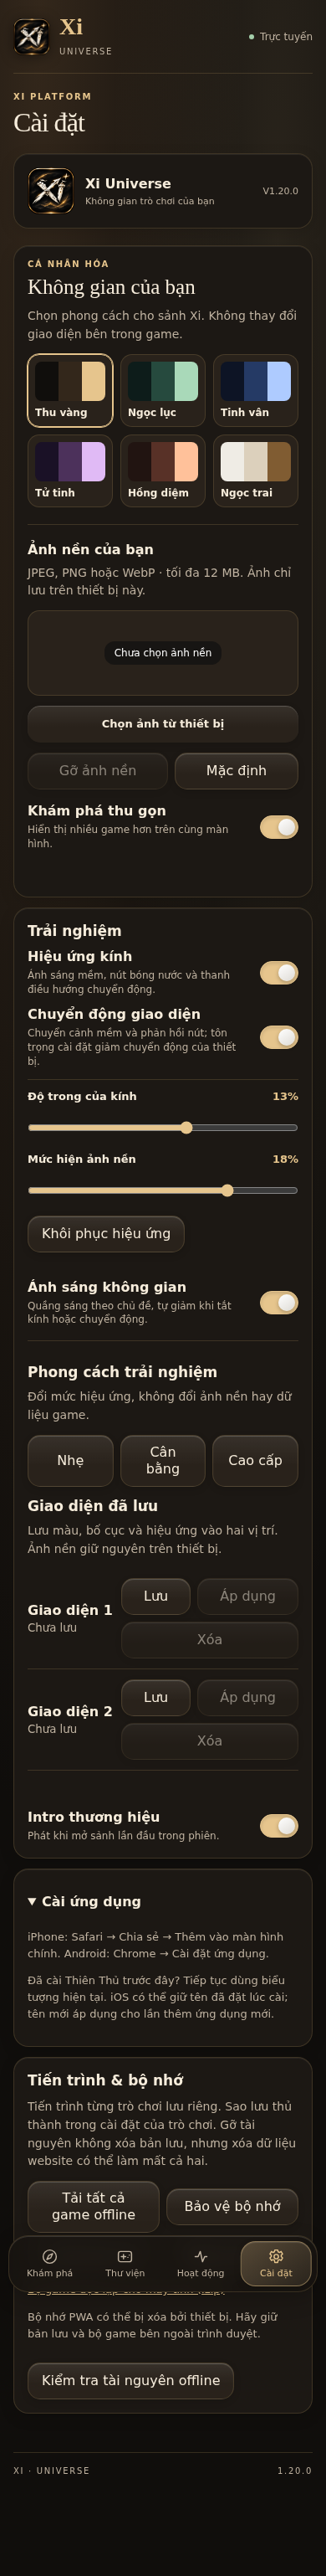 Xi
UNIVERSE
Trực tuyến
XI PLATFORM
Cài đặt
Xi Universe
Không gian trò chơi của bạn
V1.20.0
CÁ NHÂN HÓA
Không gian của bạn
Chọn phong cách cho sảnh Xi. Không thay đổi
giao diện bên trong game.
Thu vàng
Ngọc lục
Tinh vân
Tử tinh
Hồng diệm
Ngọc trai
Ảnh nền của bạn
JPEG, PNG hoặc WebP · tối đa 12 MB. Ảnh chỉ
lưu trên thiết bị này.
Chưa chọn ảnh nền
Chọn ảnh từ thiết bị
Gỡ ảnh nền
Mặc định
Khám phá thu gọn
Hiển thị nhiều game hơn trên cùng màn
hình.
Trải nghiệm
Hiệu ứng kính
Ánh sáng mềm, nút bóng nước và thanh
điều hướng chuyển động.
Chuyển động giao diện
Chuyển cảnh mềm và phản hồi nút; tôn
trọng cài đặt giảm chuyển động của thiết
bị.
Độ trong của kính
13%
Mức hiện ảnh nền
18%
Khôi phục hiệu ứng
Ánh sáng không gian
Quầng sáng theo chủ đề, tự giảm khi tắt
kính hoặc chuyển động.
Phong cách trải nghiệm
Đổi mức hiệu ứng, không đổi ảnh nền hay dữ
liệu game.
Nhẹ
Cân
bằng
Cao cấp
Giao diện đã lưu
Lưu màu, bố cục và hiệu ứng vào hai vị trí.
Ảnh nền giữ nguyên trên thiết bị.
Giao diện 1
Chưa lưu
Lưu
Áp dụng
Xóa
Giao diện 2
Chưa lưu
Lưu
Áp dụng
Xóa
Intro thương hiệu
Phát khi mở sảnh lần đầu trong phiên.
▼ Cài ứng dụng
iPhone: Safari → Chia sẻ → Thêm vào màn hình
chính. Android: Chrome → Cài đặt ứng dụng.
Đã cài Thiên Thú trước đây? Tiếp tục dùng biểu
tượng hiện tại. iOS có thể giữ tên đã đặt lúc cài;
tên mới áp dụng cho lần thêm ứng dụng mới.
Tiến trình & bộ nhớ
Tiến trình từng trò chơi lưu riêng. Sao lưu thủ
thành trong cài đặt của trò chơi. Gỡ tài
nguyên không xóa bản lưu, nhưng xóa dữ liệu
website có thể làm mất cả hai.
Tải tất cả
game offline
Bảo vệ bộ nhớ
Khám phá
Thư viện
Hoạt động
Cài đặt
Bộ nhớ PWA có thể bị xóa bởi thiết bị. Hãy giữ
bản lưu và bộ game bên ngoài trình duyệt.
Kiểm tra tài nguyên offline
XI · UNIVERSE
1.20.0